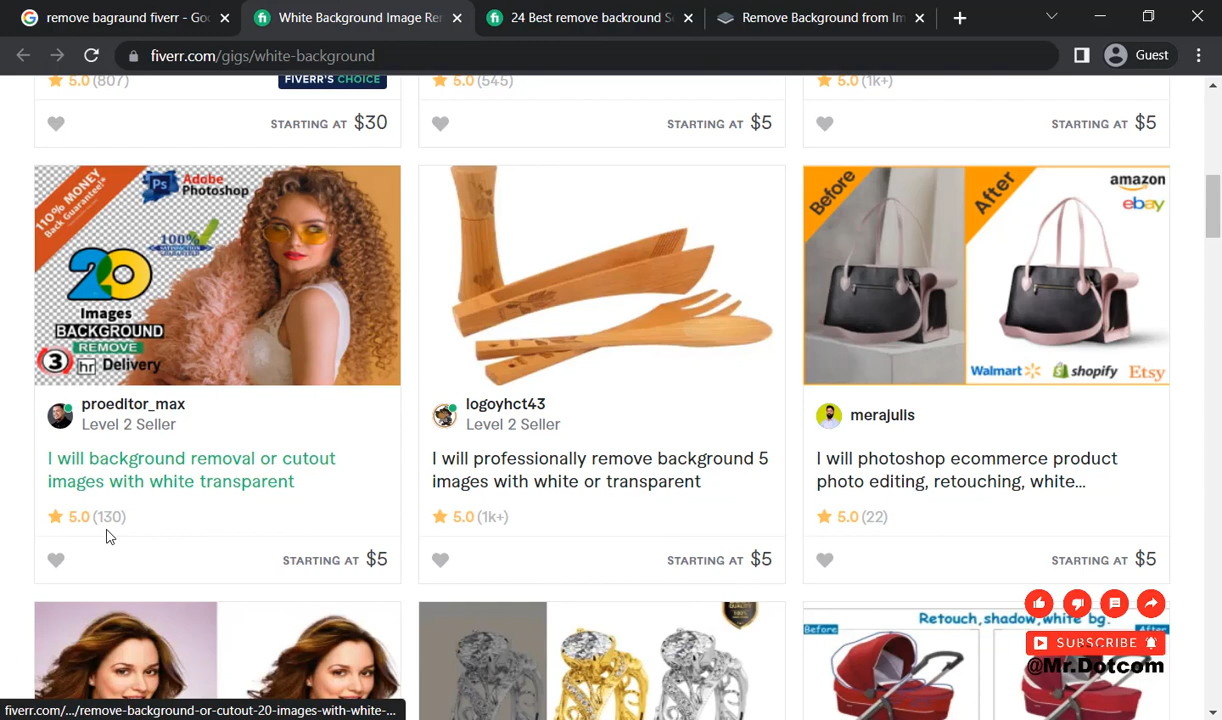 remove bagraund fiverr - Goo
White Background Image Rer
24 Best remove backround Se
Remove Background from Im
fiverr.com/gigs/white-background
Guest
5.0 (807)
FIVERR'S CHOICE
5.0 (545)
5.0 (1k+)
STARTING AT $30
STARTING AT $5
STARTING AT $5
110% MONEY
Back Guarantee!*
Ps Adobe
Photoshop
100%
20
Images
BACKGROUND
REMOVE
3 hr Delivery
Before
After
amazon
ebay
Walmart
shopify
Etsy
proeditor_max
Level 2 Seller
logoyhct43
Level 2 Seller
merajulis
I will background removal or cutout
images with white transparent
I will professionally remove background 5
images with white or transparent
I will photoshop ecommerce product
photo editing, retouching, white...
5.0 (130)
5.0 (1k+)
5.0 (22)
STARTING AT $5
STARTING AT $5
STARTING AT $5
QUALITY
100%
Retouch,shadow,white bg.
Before
After
SUBSCRIBE
@Mr.Dotcom
fiverr.com/.../remove-background-or-cutout-20-images-with-white-...